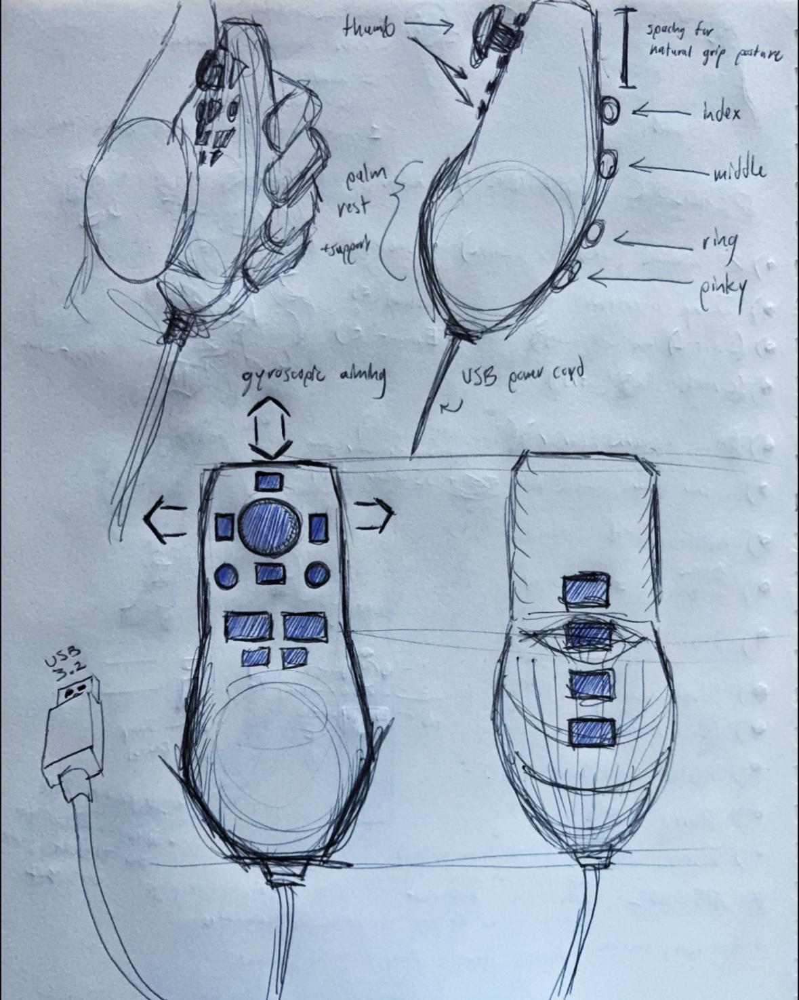 thumb
spacing for
natural grip posture
index
middle
palm
rest
+support
ring
pinky
gyroscopic aiming
USB power cord
USB
3.2